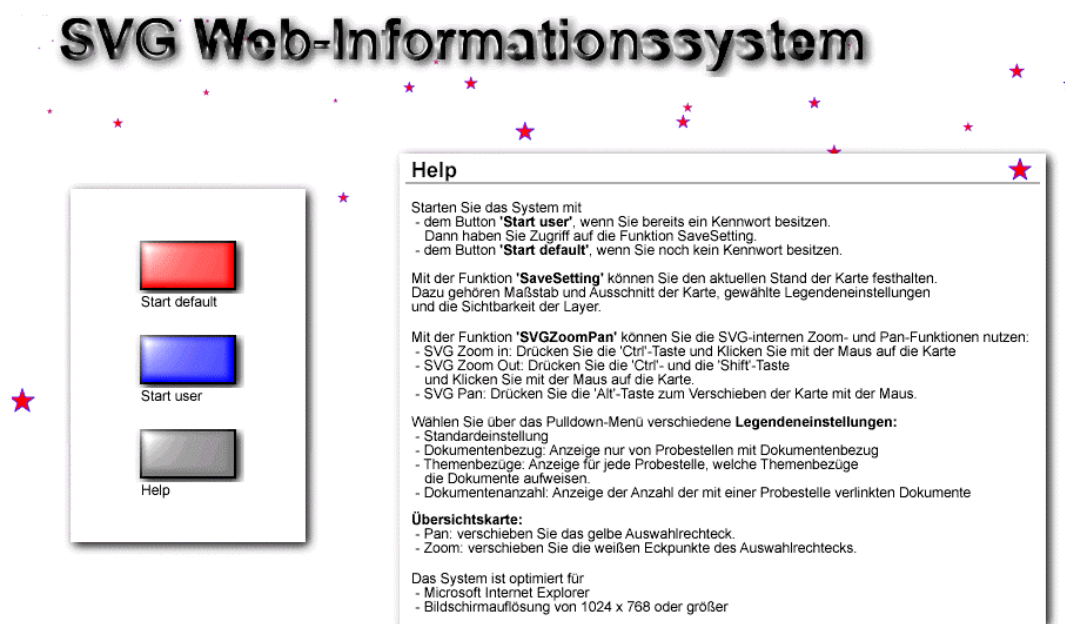 SVG Web-Informationssystem
Start default
Start user
Help
Help
Starten Sie das System mit
- dem Button 'Start user', wenn Sie bereits ein Kennwort besitzen.
Dann haben Sie Zugriff auf die Funktion SaveSetting.
- dem Button 'Start default', wenn Sie noch kein Kennwort besitzen.
Mit der Funktion 'SaveSetting' können Sie den aktuellen Stand der Karte festhalten.
Dazu gehören Maßstab und Ausschnitt der Karte, gewählte Legendeneinstellungen
und die Sichtbarkeit der Layer.
Mit der Funktion 'SVGZoomPan' können Sie die SVG-internen Zoom- und Pan-Funktionen nutzen:
- SVG Zoom in: Drücken Sie die 'Ctrl'-Taste und Klicken Sie mit der Maus auf die Karte
- SVG Zoom Out: Drücken Sie die 'Ctrl'- und die 'Shift'-Taste
und Klicken Sie mit der Maus auf die Karte.
- SVG Pan: Drücken Sie die 'Alt'-Taste zum Verschieben der Karte mit der Maus.
Wählen Sie über das Pulldown-Menü verschiedene Legendeneinstellungen:
- Standardeinstellung
- Dokumentenbezug: Anzeige nur von Probestellen mit Dokumentenbezug
- Themenbezüge: Anzeige für jede Probestelle, welche Themenbezüge
die Dokumente aufweisen.
- Dokumentenanzahl: Anzeige der Anzahl der mit einer Probestelle verlinkten Dokumente
Übersichtskarte:
- Pan: verschieben Sie das gelbe Auswahlrechteck.
- Zoom: verschieben Sie die weißen Eckpunkte des Auswahlrechtecks.
Das System ist optimiert für
- Microsoft Internet Explorer
- Bildschirmauflösung von 1024 x 768 oder größer